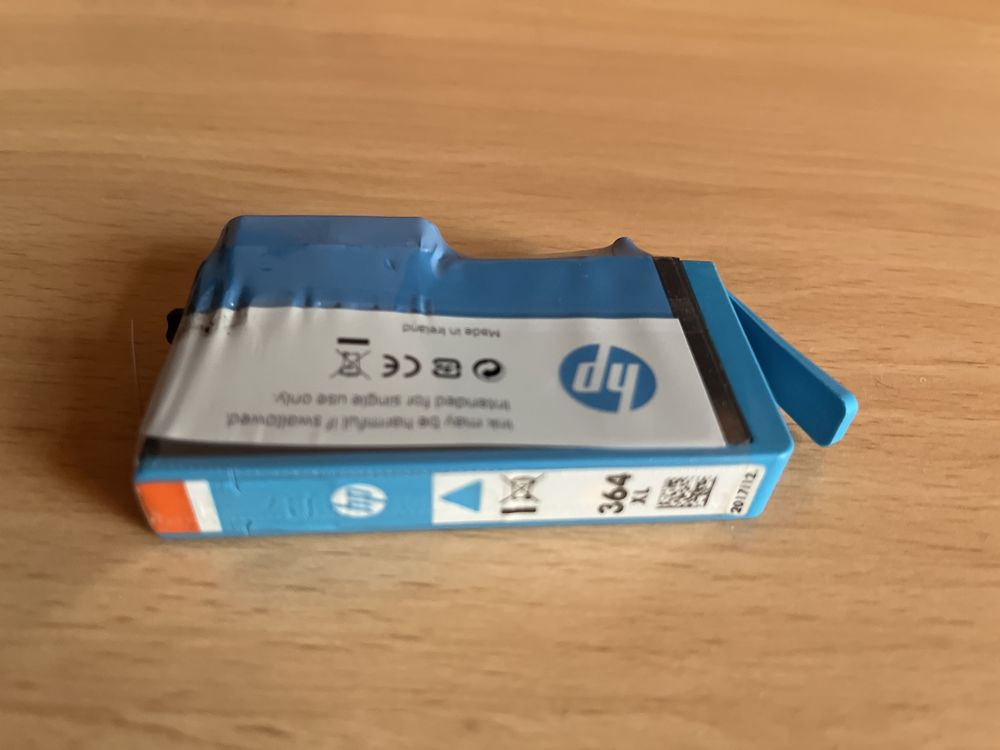 Ink may be harmful if swallowed.
Intended for single use only.
CE
hp
Made in Ireland
hp
364
XL
2017/12